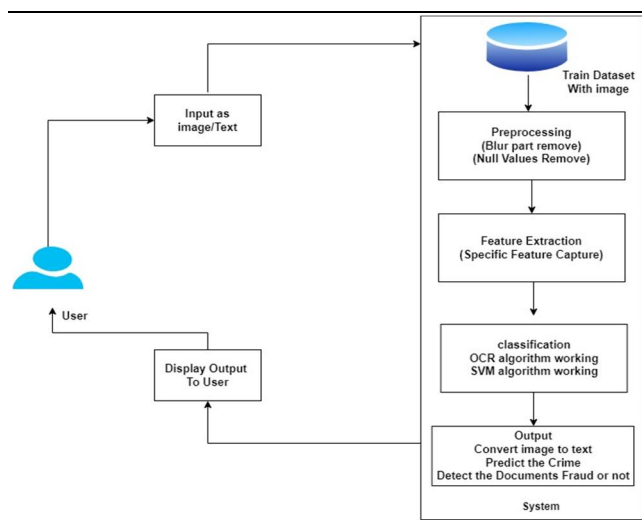 Train Dataset
With image
Input as
image/Text
Preprocessing
(Blur part remove)
(Null Values Remove)
Feature Extraction
(Specific Feature Capture)
User
classification
OCR algorithm working
SVM algorithm working
Display Output
To User
Output
Convert image to text
Predict the Crime
Detect the Documents Fraud or not
System